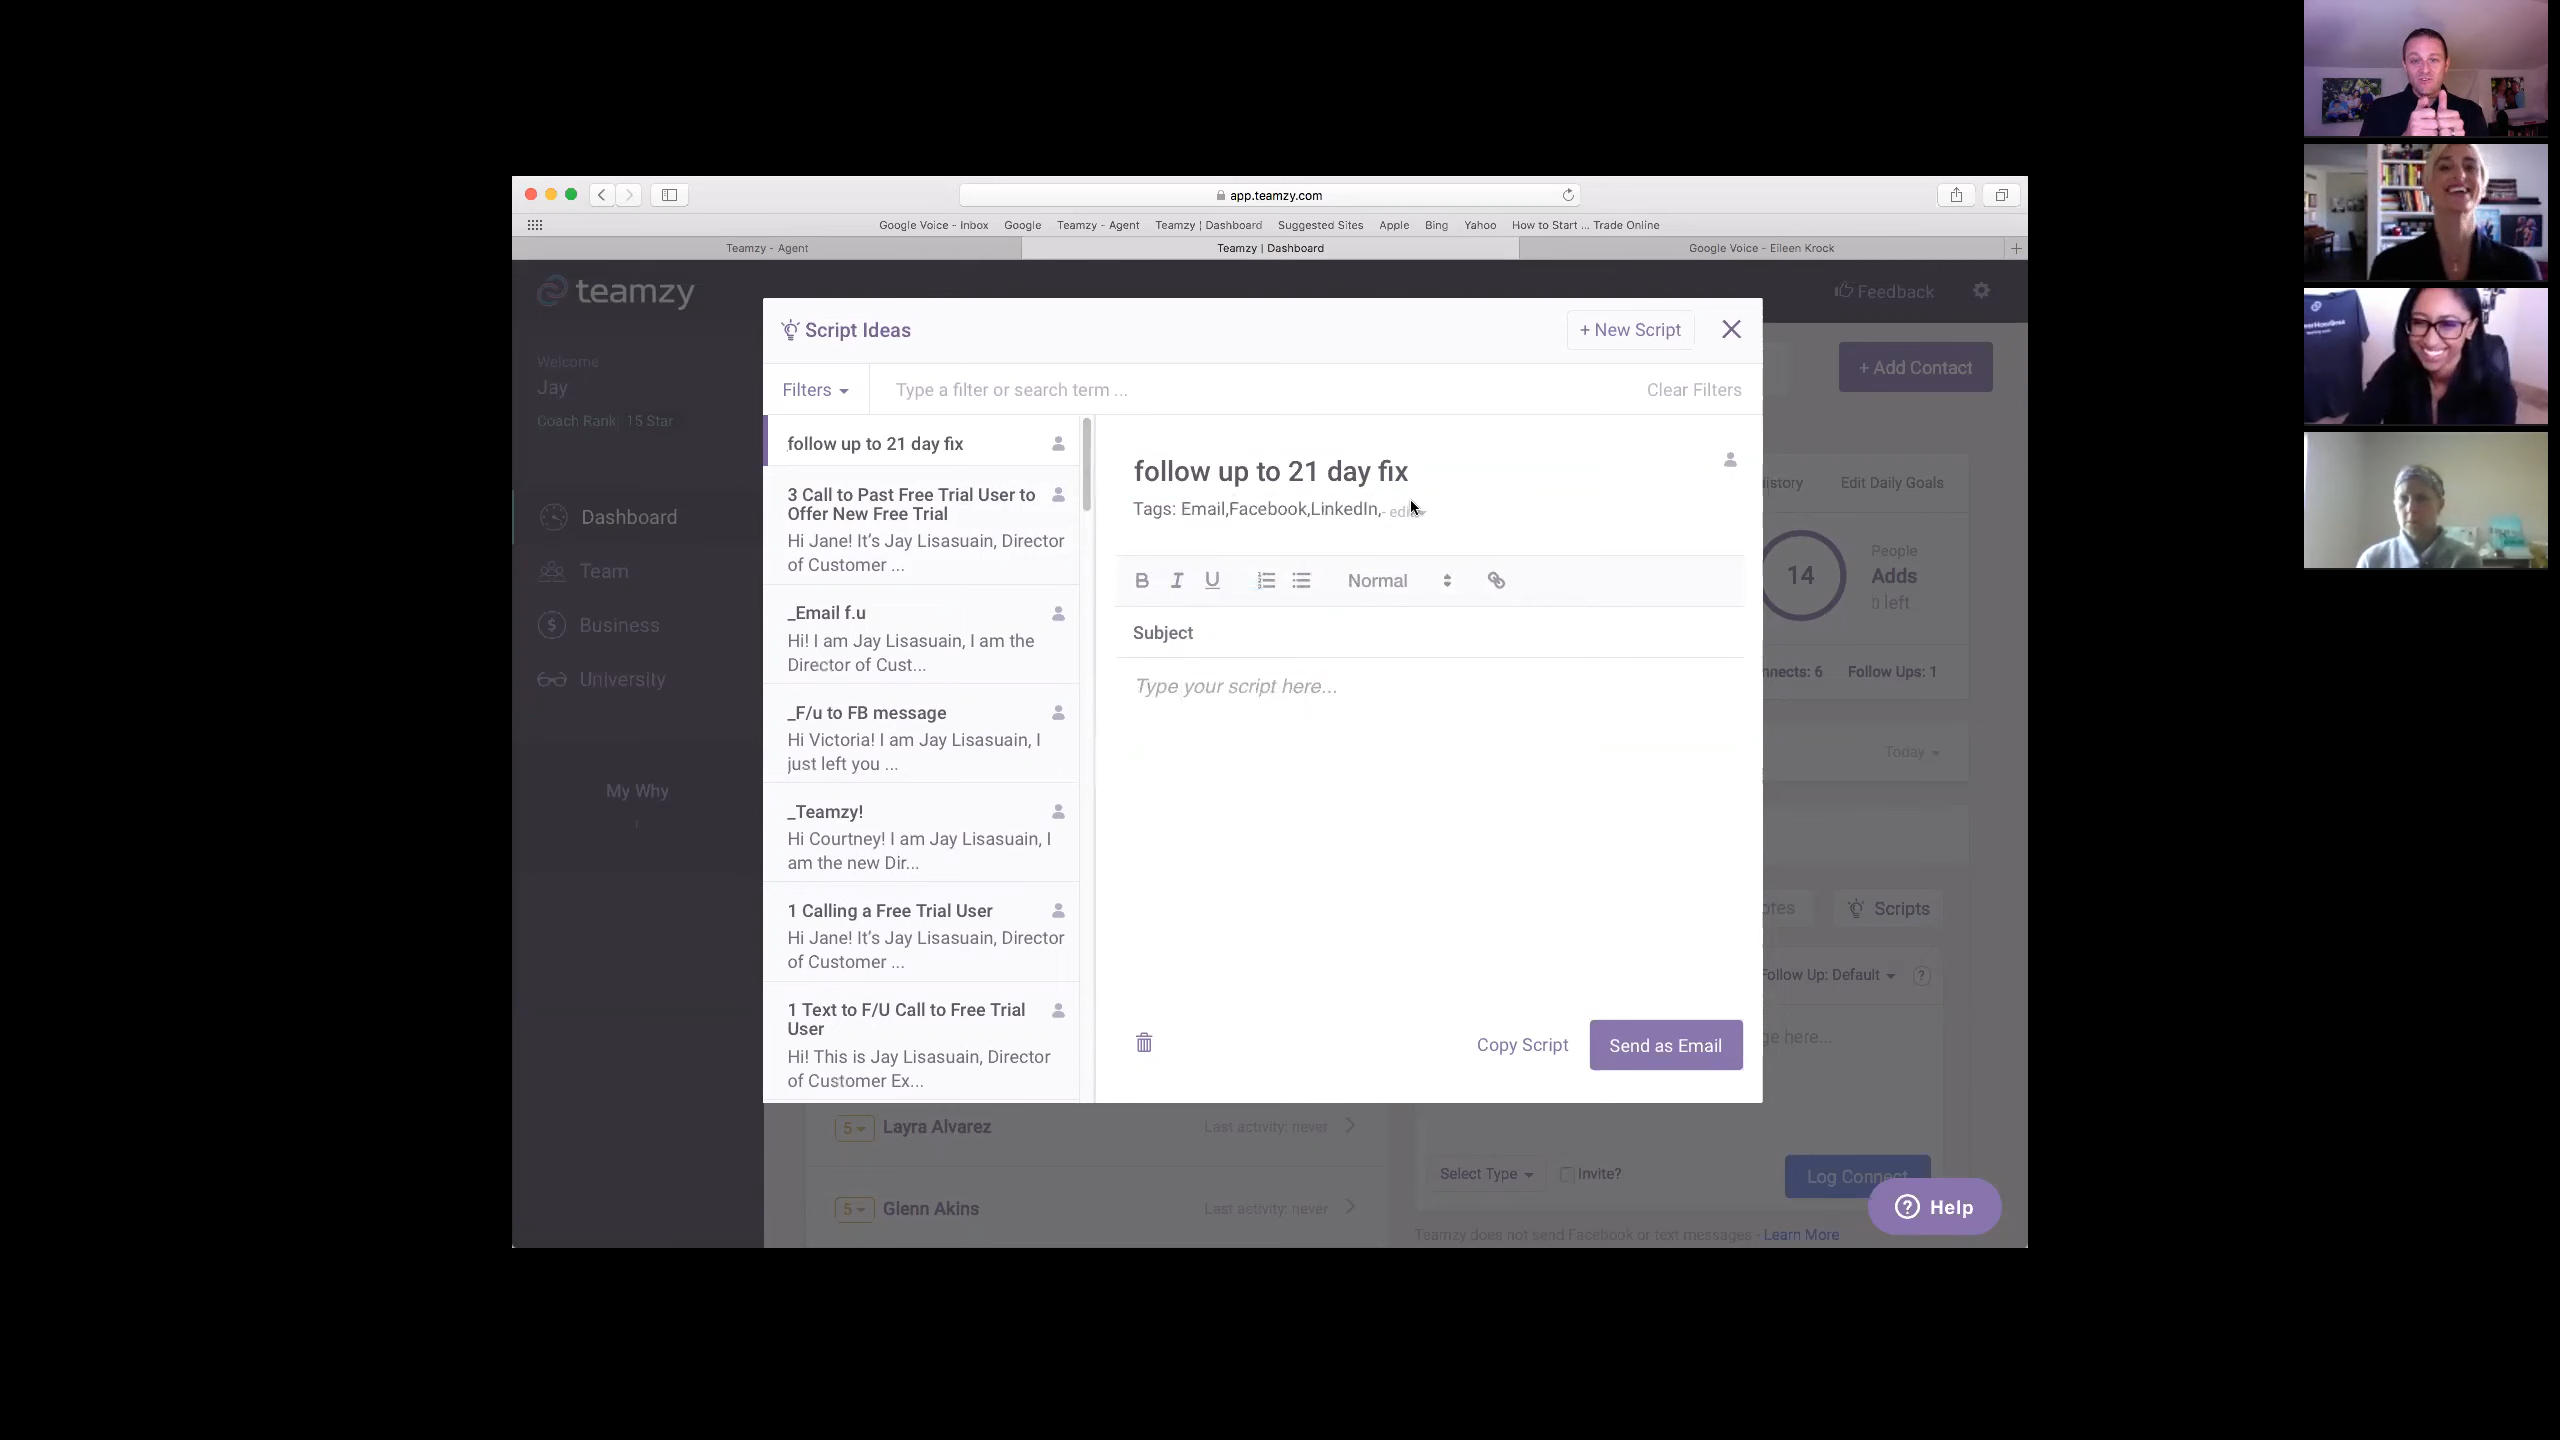 app.teamzy.com
Google Voice - Inbox Google Teamzy - Agent Teamzy | Dashboard Suggested Sites Apple Bing Yahoo How to Start ... Trade Online
Teamzy - Agent Teamzy | Dashboard Google Voice - Eileen Krock
teamzy
Feedback
Welcome
Jay
Coach Rank 15 Star
Dashboard
Team
Business
University
My Why
Script Ideas
+ New Script
Filters
Type a filter or search term ...
Clear Filters
follow up to 21 day fix
3 Call to Past Free Trial User to
Offer New Free Trial
Hi Jane! It's Jay Lisasuain, Director
of Customer ...
_Email f.u
Hi! I am Jay Lisasuain, I am the
Director of Cust...
_F/u to FB message
Hi Victoria! I am Jay Lisasuain, I
just left you ...
_Teamzy!
Hi Courtney! I am Jay Lisasuain, I
am the new Dir...
1 Calling a Free Trial User
Hi Jane! It's Jay Lisasuain, Director
of Customer ...
1 Text to F/U Call to Free Trial
User
Hi! This is Jay Lisasuain, Director
of Customer Ex...
follow up to 21 day fix
Tags: Email,Facebook,LinkedIn,
Normal
Subject
Type your script here...
Copy Script
Send as Email
+ Add Contact
Edit Daily Goals
14
People
Adds
0 left
Follow Ups: 1
Today
Scripts
Follow Up: Default
Layra Alvarez
Last activity: never
Glenn Akins
Last activity: never
5
5
Select Type
Invite?
Log Connect
Help
Teamzy does not send Facebook or text messages - Learn More